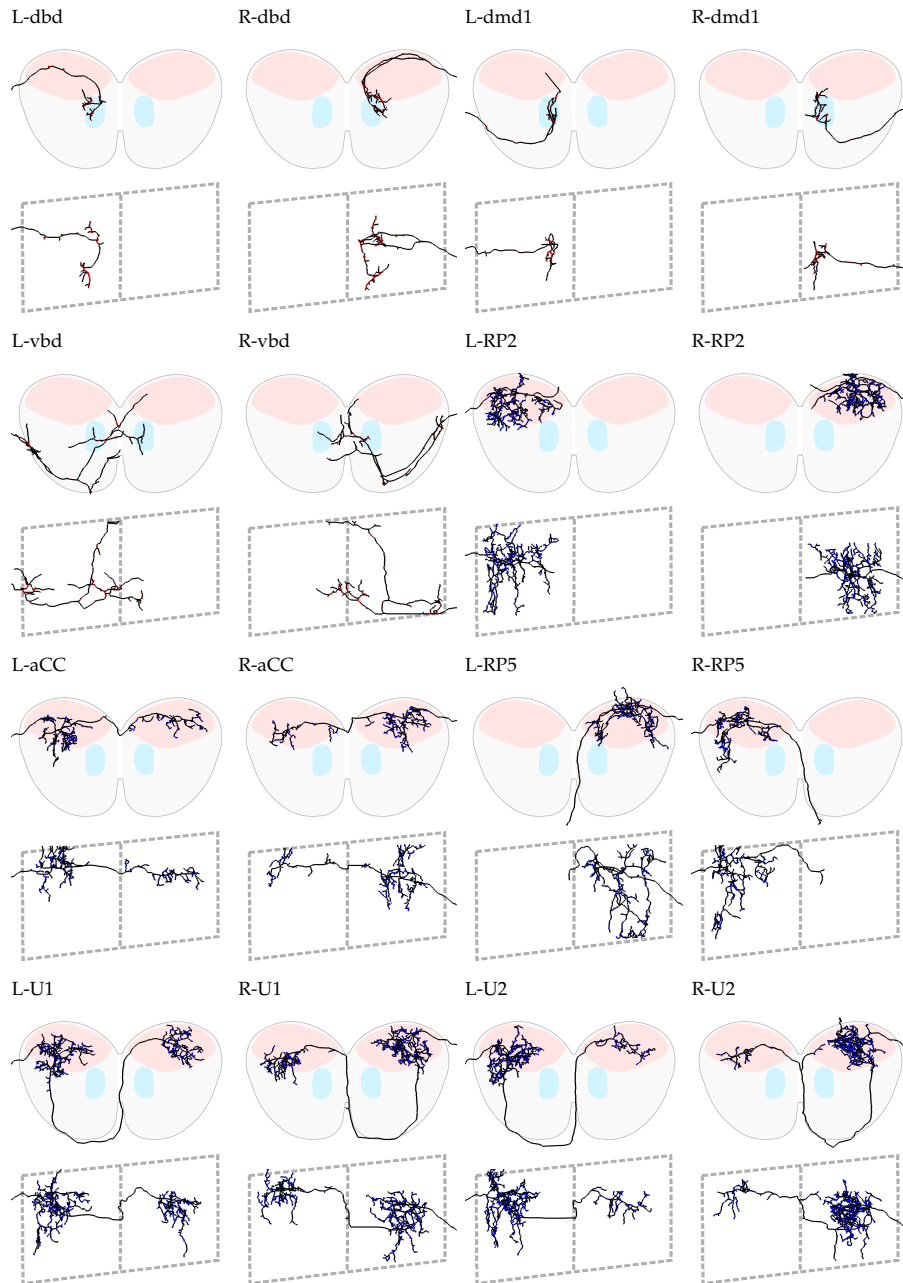 L-dbd R-dbd L-dmd1 R-dmd1
L-vbd R-vbd L-RP2 R-RP2
L-aCC R-aCC L-RP5 R-RP5
L-U1 R-U1 L-U2 R-U2